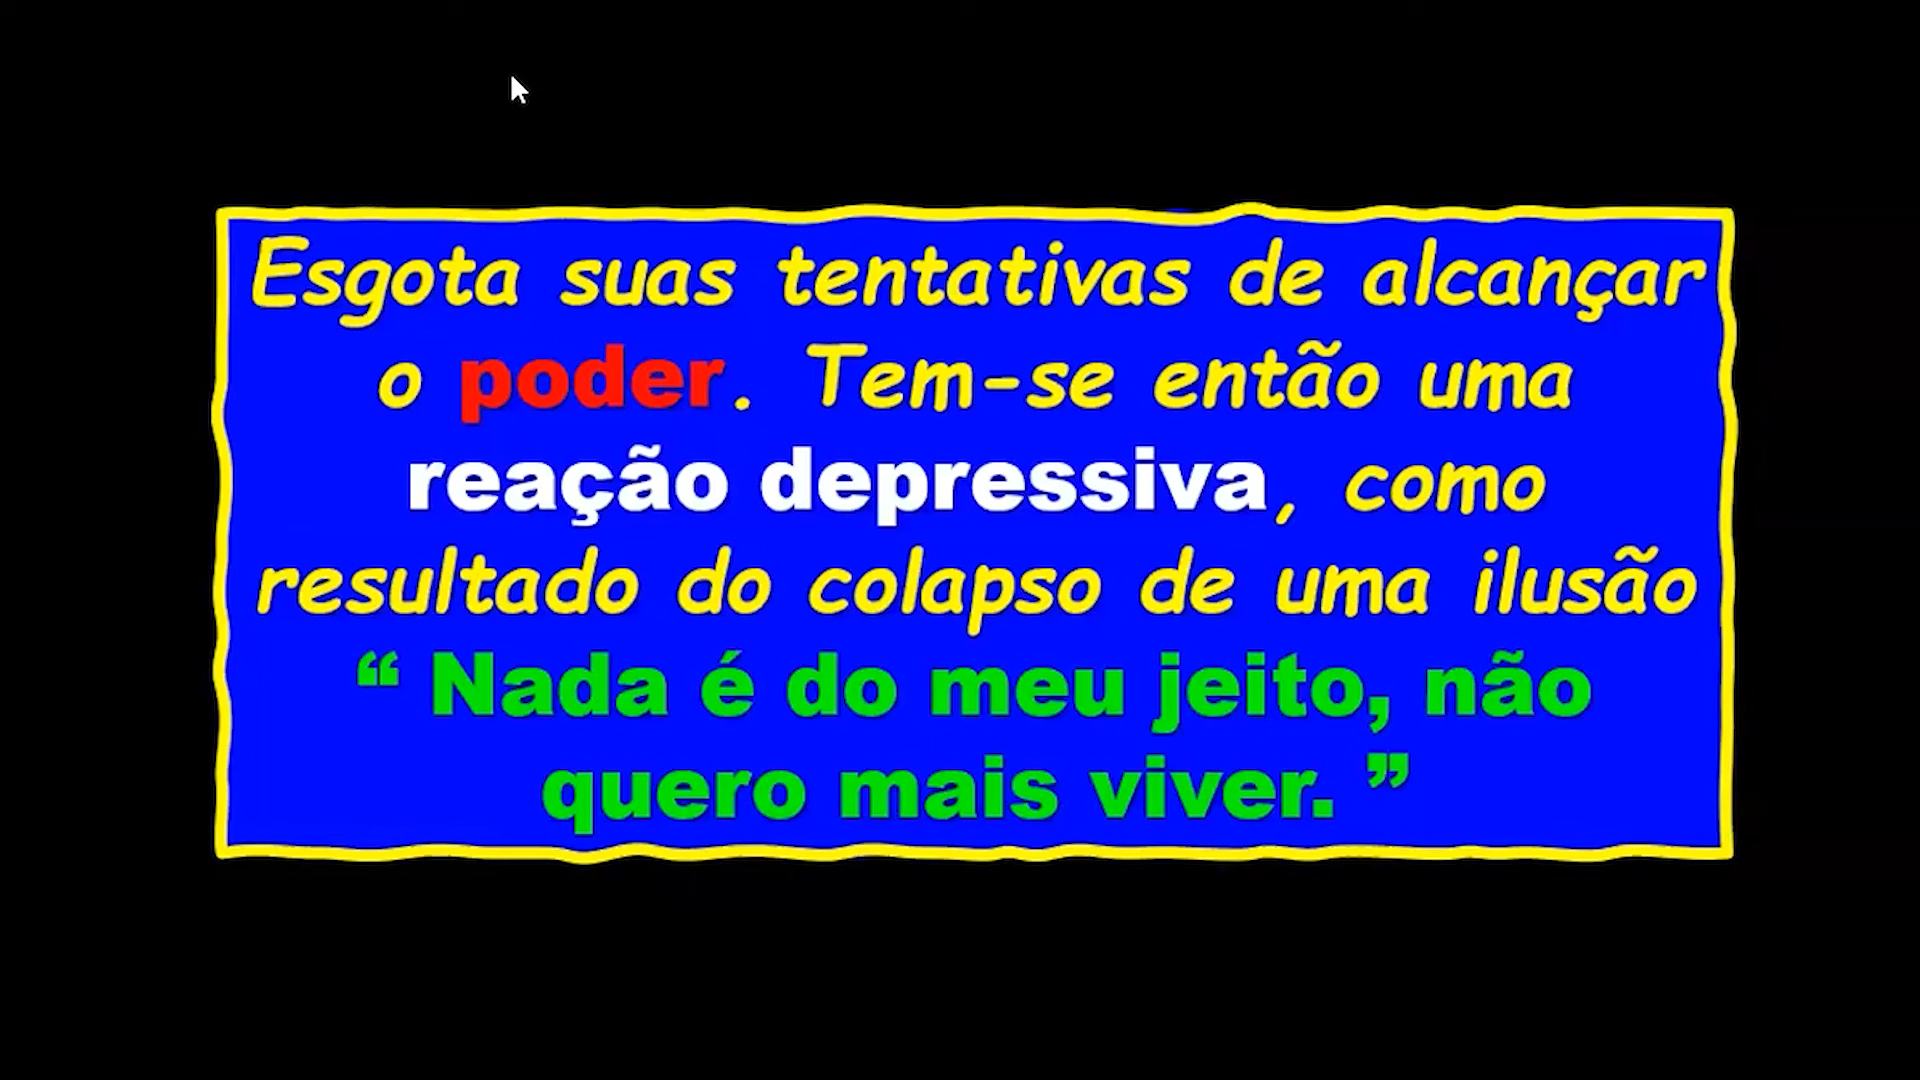 Esgota suas tentativas de alcançar
o poder. Tem-se então uma
reação depressiva, como
resultado do colapso de uma ilusão
“ Nada é do meu jeito, não
quero mais viver. ”